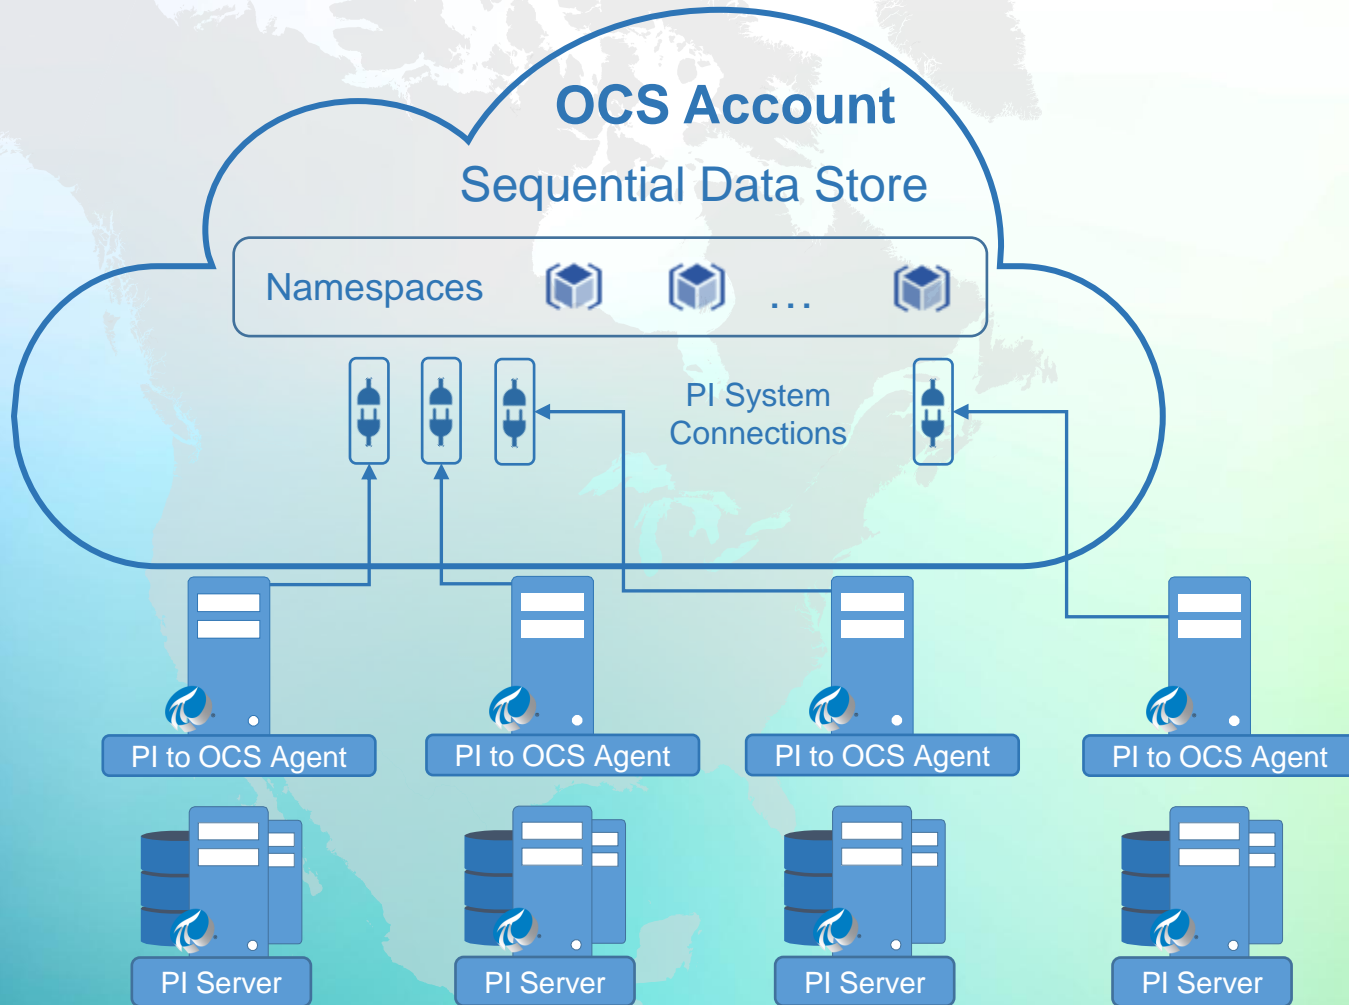 OCS Account
Sequential Data Store
Namespaces
...
PI System
Connections
PI to OCS Agent
PI to OCS Agent
PI to OCS Agent
PI to OCS Agent
PI Server
PI Server
PI Server
PI Server